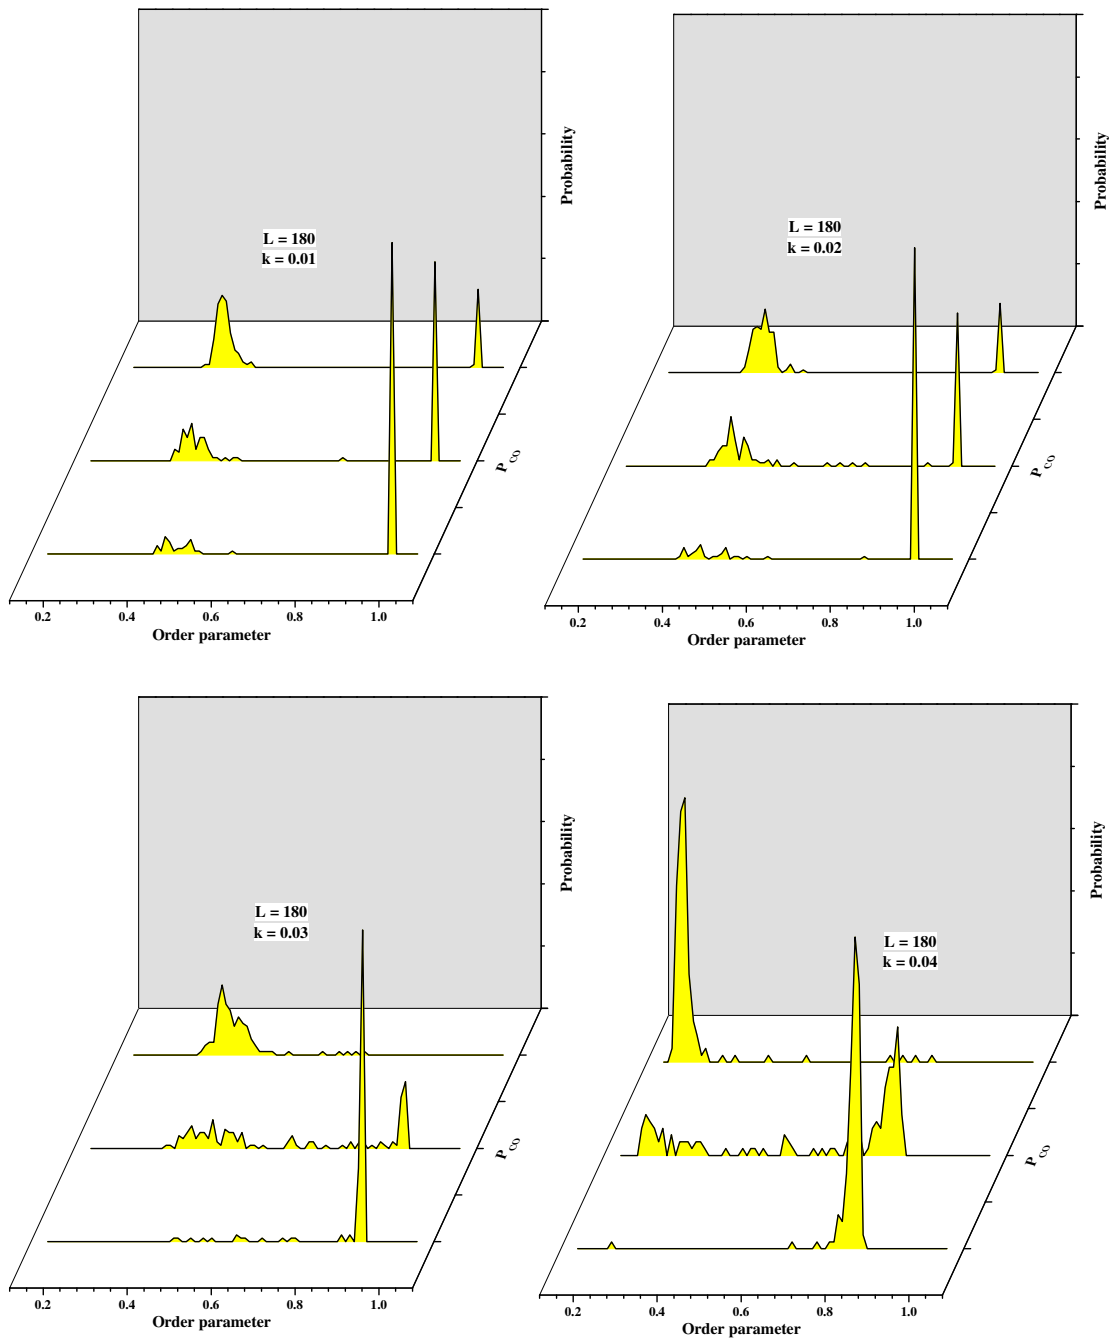 Probability
L = 180
k = 0.01
P CO
0.2 0.4 0.6 0.8 1.0
Order parameter
Probability
L = 180
k = 0.02
P CO
0.2 0.4 0.6 0.8 1.0
Order parameter
Probability
L = 180
k = 0.03
P CO
0.2 0.4 0.6 0.8 1.0
Order parameter
Probability
L = 180
k = 0.04
P CO
0.2 0.4 0.6 0.8 1.0
Order parameter